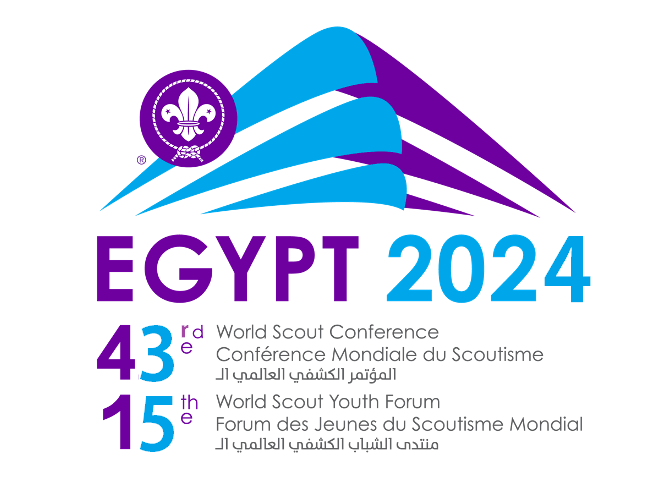 ®
EGYPT 2024
43rd e World Scout Conference
Conférence Mondiale du Scoutisme
المؤتمر الكشفي العالمي الـ
15th e World Scout Youth Forum
Forum des Jeunes du Scoutisme Mondial
منتدى الشباب الكشفي العالمي الـ